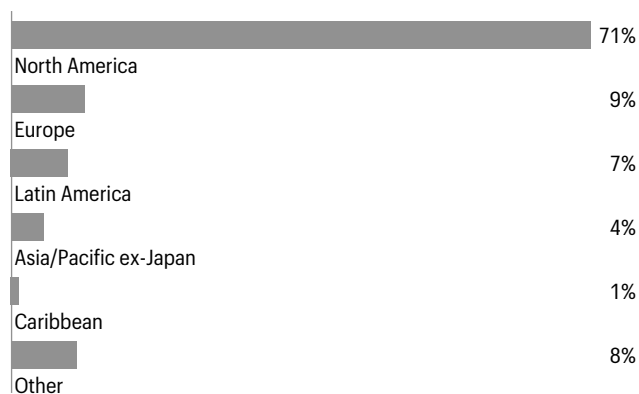 71%
North America
9%
Europe
7%
Latin America
4%
Asia/Pacific ex-Japan
1%
Caribbean
8%
Other